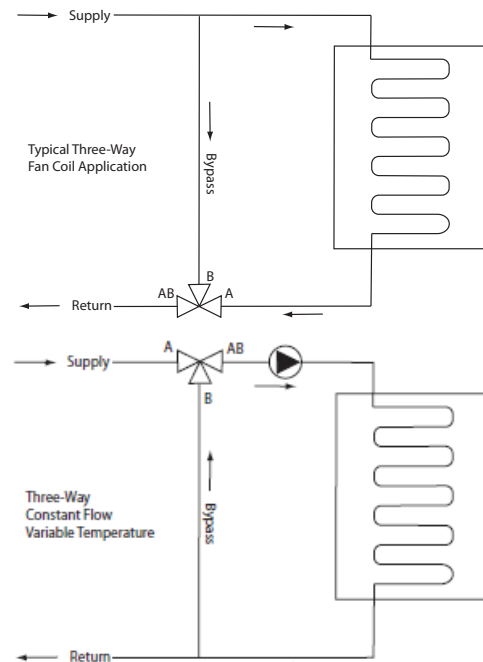 Supply
Typical Three-Way
Fan Coil Application
Bypass
B
AB
A
Return
A
AB
Supply
B
Three-Way
Constant Flow
Variable Temperature
Bypass
Return